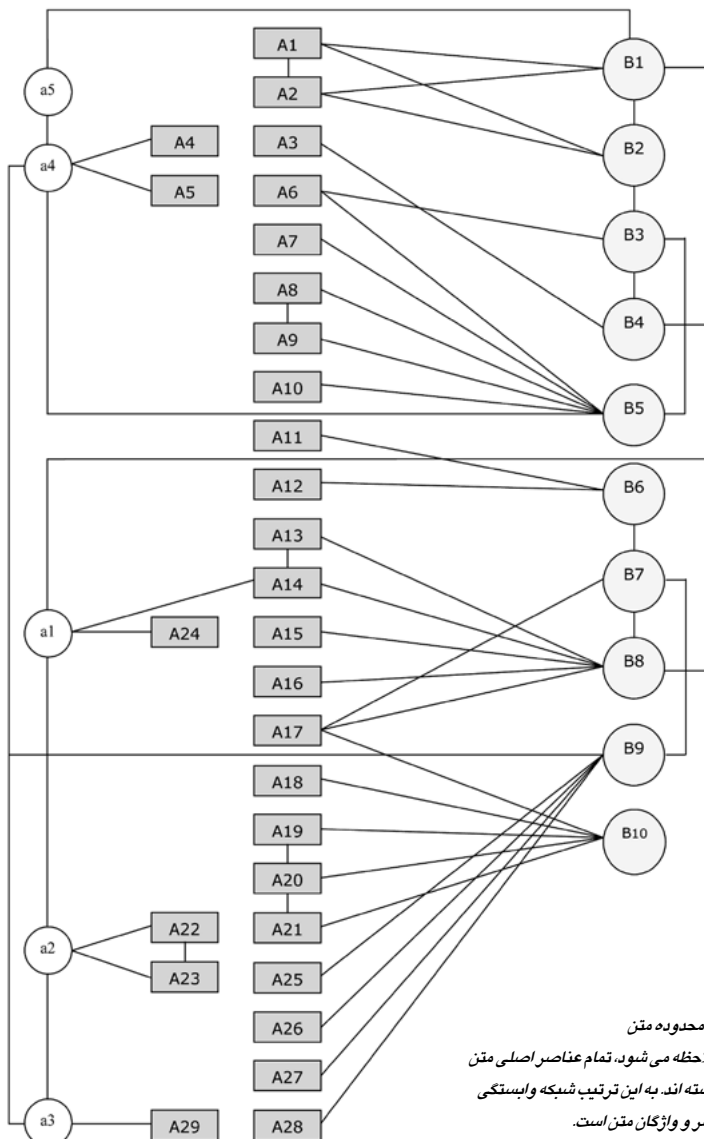 A1
B1
a5
A2
A4
A3
B2
a4
A5
A6
B3
A7
A8
B4
A9
A10
B5
A11
A12
B6
A13
A14
B7
a1
A24
A15
B8
A16
A17
B9
A18
A19
B10
A20
A22
A21
a2
A23
A25
A26
محدوده متن
لاحظه می شود، تمام عناصر اصلی متن
A27
سته اند. به این ترتیب شبکه وابستگی
a3
A29
A28
ر و واژگان متن است.